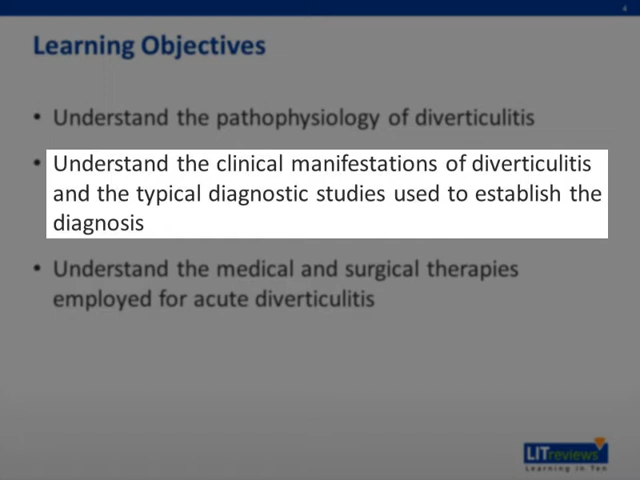 4
Learning Objectives
• Understand the pathophysiology of diverticulitis
• Understand the clinical manifestations of diverticulitis
and the typical diagnostic studies used to establish the
diagnosis
• Understand the medical and surgical therapies
employed for acute diverticulitis
LITreviews
Learning in Ten